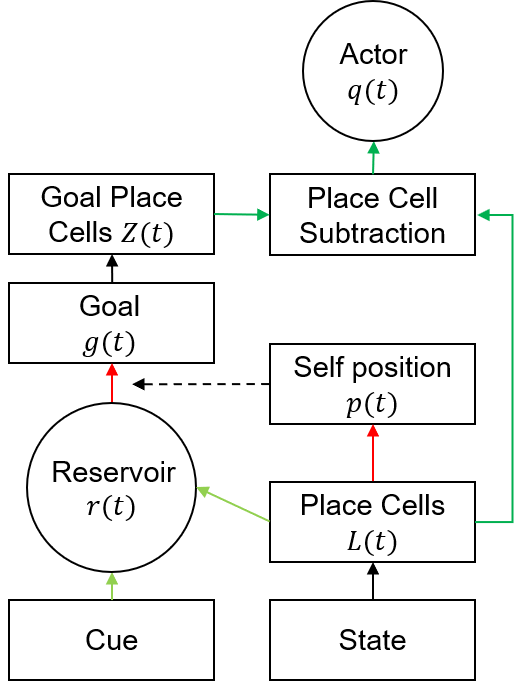 Actor
q(t)
Goal Place
Cells Z(t)
Place Cell
Subtraction
Goal
g(t)
Self position
p(t)
Reservoir
r(t)
Place Cells
L(t)
Cue
State